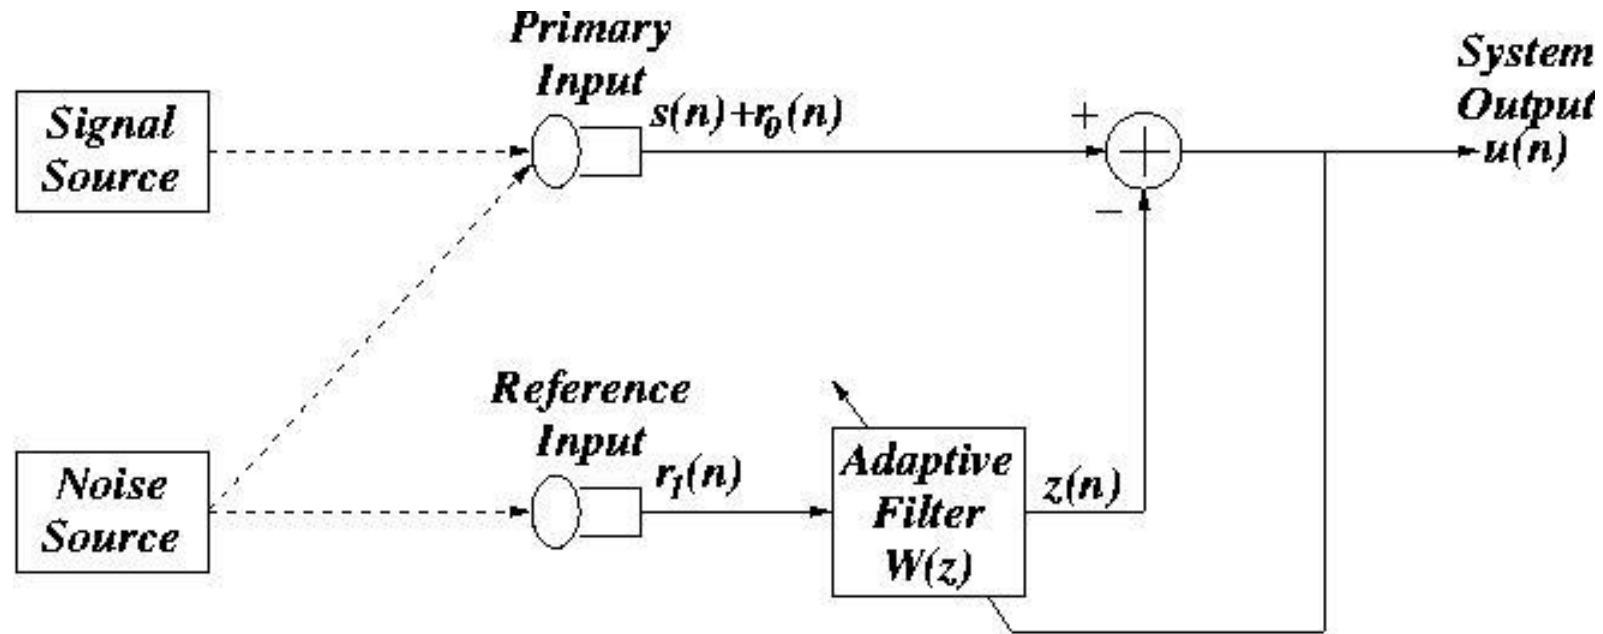 Primary
Input
System
Output
u(n)
Signal
Source
s(n)+r₀(n)
+
−
Reference
Input
Noise
Source
r₁(n)
Adaptive
Filter
W(z)
z(n)